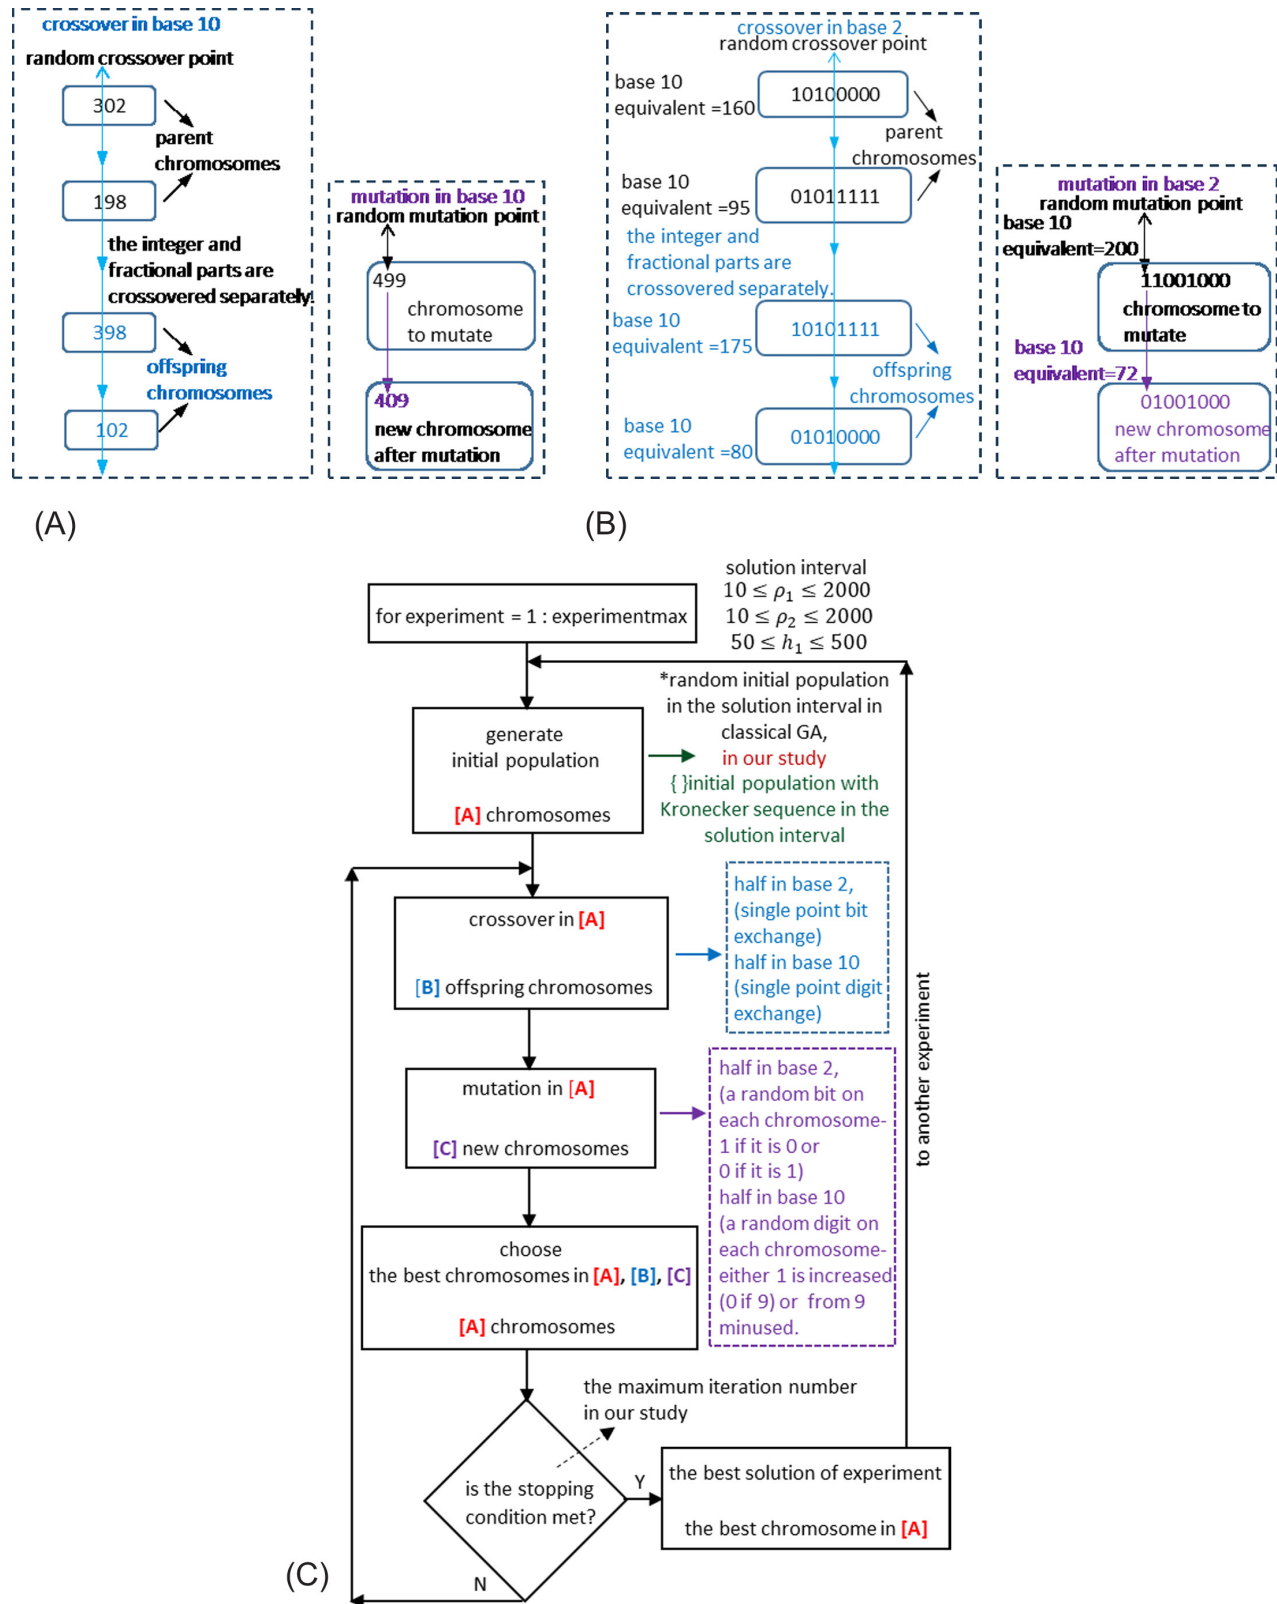 crossover in base 10
random crossover point
302
parent
chromosomes
198
the integer and
fractional parts are
crossovered separately.
398
offspring
chromosomes
102
mutation in base 10
random mutation point
499
chromosome
to mutate
409
new chromosome
after mutation
(A)
crossover in base 2
random crossover point
base 10
equivalent =160
10100000
parent
chromosomes
base 10
equivalent =95
01011111
the integer and
fractional parts are
crossovered separately.
base 10
equivalent =175
10101111
offspring
chromosomes
base 10
equivalent =80
01010000
mutation in base 2
random mutation point
base 10
equivalent=200
11001000
chromosome to
mutate
base 10
equivalent=72
01001000
new chromosome
after mutation
(B)
for experiment = 1 : experimentmax
solution interval
10 ≤ ρ₁ ≤ 2000
10 ≤ ρ₂ ≤ 2000
50 ≤ h₁ ≤ 500
generate
initial population
[A] chromosomes
*random initial population
in the solution interval in
classical GA,
in our study
{ }initial population with
Kronecker sequence in the
solution interval
crossover in [A]
[B] offspring chromosomes
half in base 2,
(single point bit
exchange)
half in base 10
(single point digit
exchange)
mutation in [A]
[C] new chromosomes
half in base 2,
(a random bit on
each chromosome-
1 if it is 0 or
0 if it is 1)
half in base 10
(a random digit on
each chromosome-
either 1 is increased
(0 if 9) or from 9
minused.
to another experiment
choose
the best chromosomes in [A], [B], [C]
[A] chromosomes
the maximum iteration number
in our study
is the stopping
condition met?
Y
the best solution of experiment
the best chromosome in [A]
N
(C)